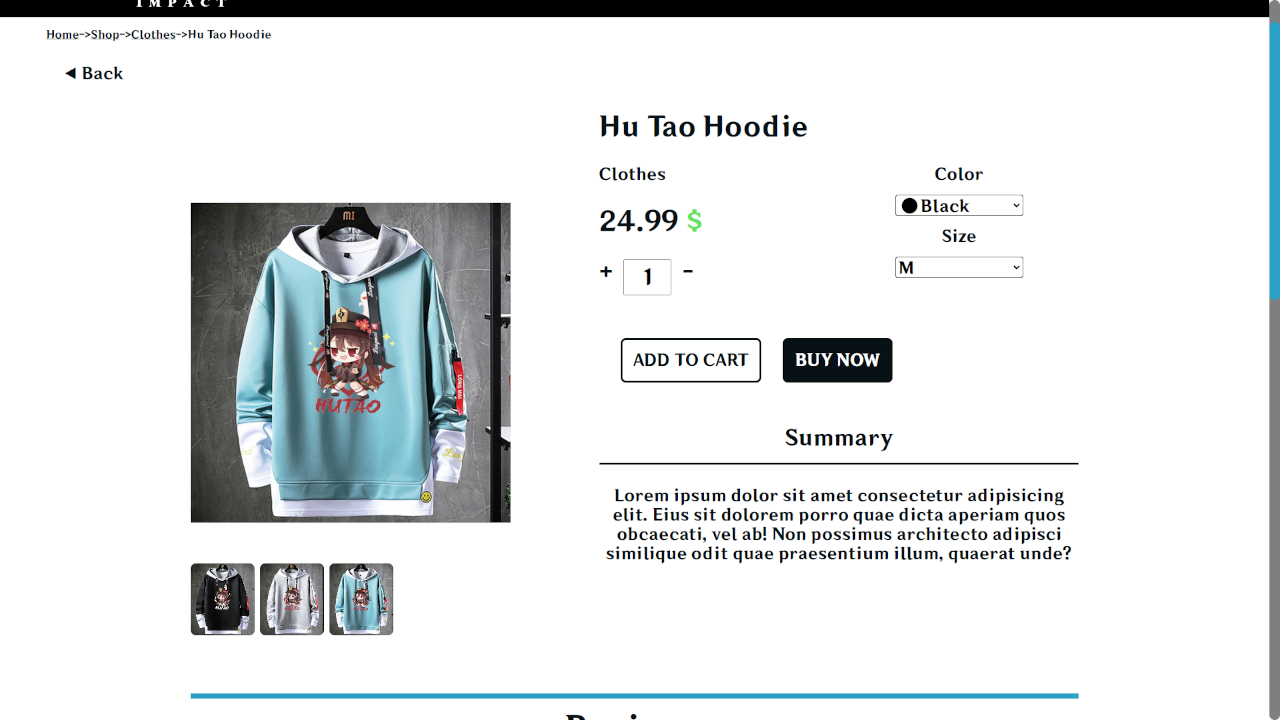 IMPACT
Home->Shop->Clothes->Hu Tao Hoodie
◄ Back
Hu Tao Hoodie
Clothes
24.99 $
+ 1 -
Color
Black
Size
M
MI
HUTAO
ADD TO CART
BUY NOW
Summary
Lorem ipsum dolor sit amet consectetur adipisicing
elit. Eius sit dolorem porro quae dicta aperiam quos
obcaecati, vel ab! Non possimus architecto adipisci
similique odit quae praesentium illum, quaerat unde?